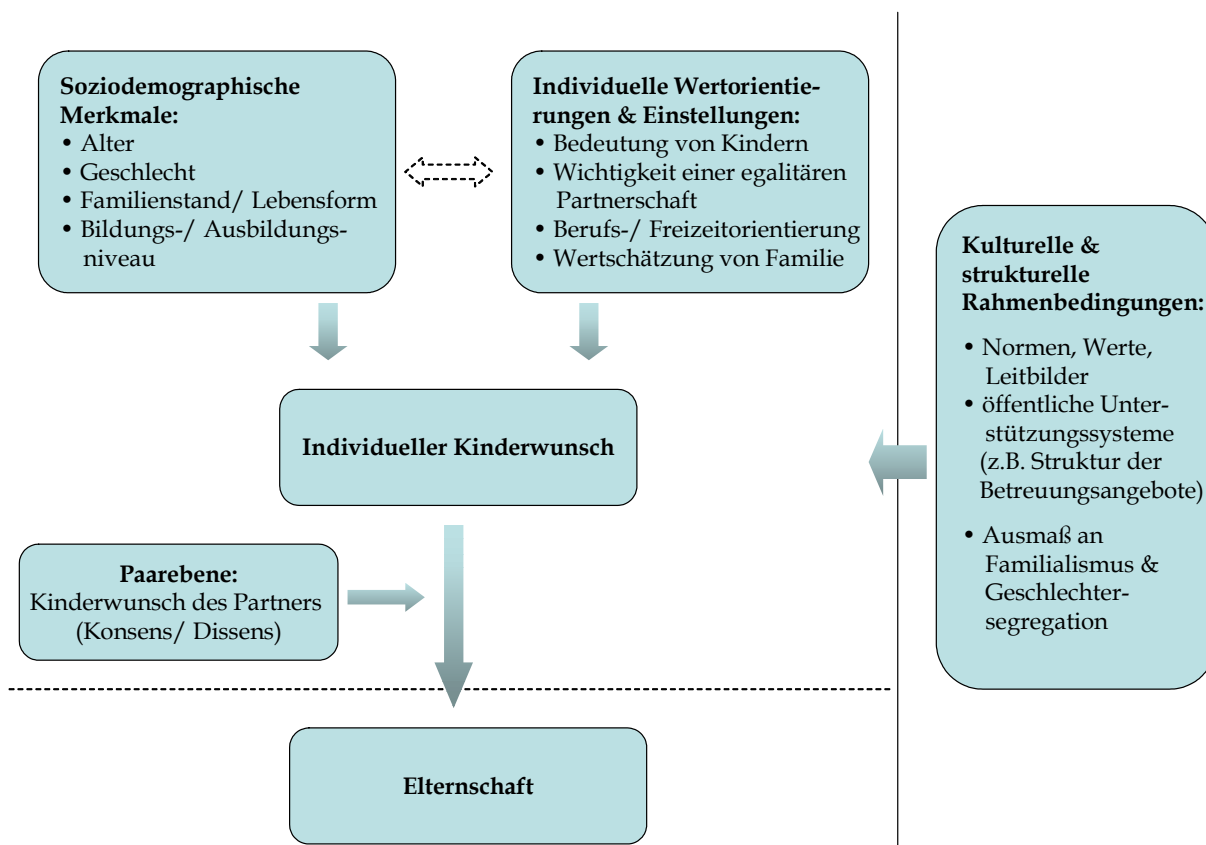 Soziodemographische
Merkmale:
• Alter
• Geschlecht
• Familienstand/ Lebensform
• Bildungs-/ Ausbildungs-
niveau
Individuelle Wertorientie-
rungen & Einstellungen:
• Bedeutung von Kindern
• Wichtigkeit einer egalitären
Partnerschaft
• Berufs-/ Freizeitorientierung
• Wertschätzung von Familie
Kulturelle &
strukturelle
Rahmenbedingungen:
• Normen, Werte,
Leitbilder
• öffentliche Unter-
stützungssysteme
(z.B. Struktur der
Betreuungsangebote)
• Ausmaß an
Familialismus &
Geschlechter-
segregation
Individueller Kinderwunsch
Paarebene:
Kinderwunsch des Partners
(Konsens/ Dissens)
Elternschaft